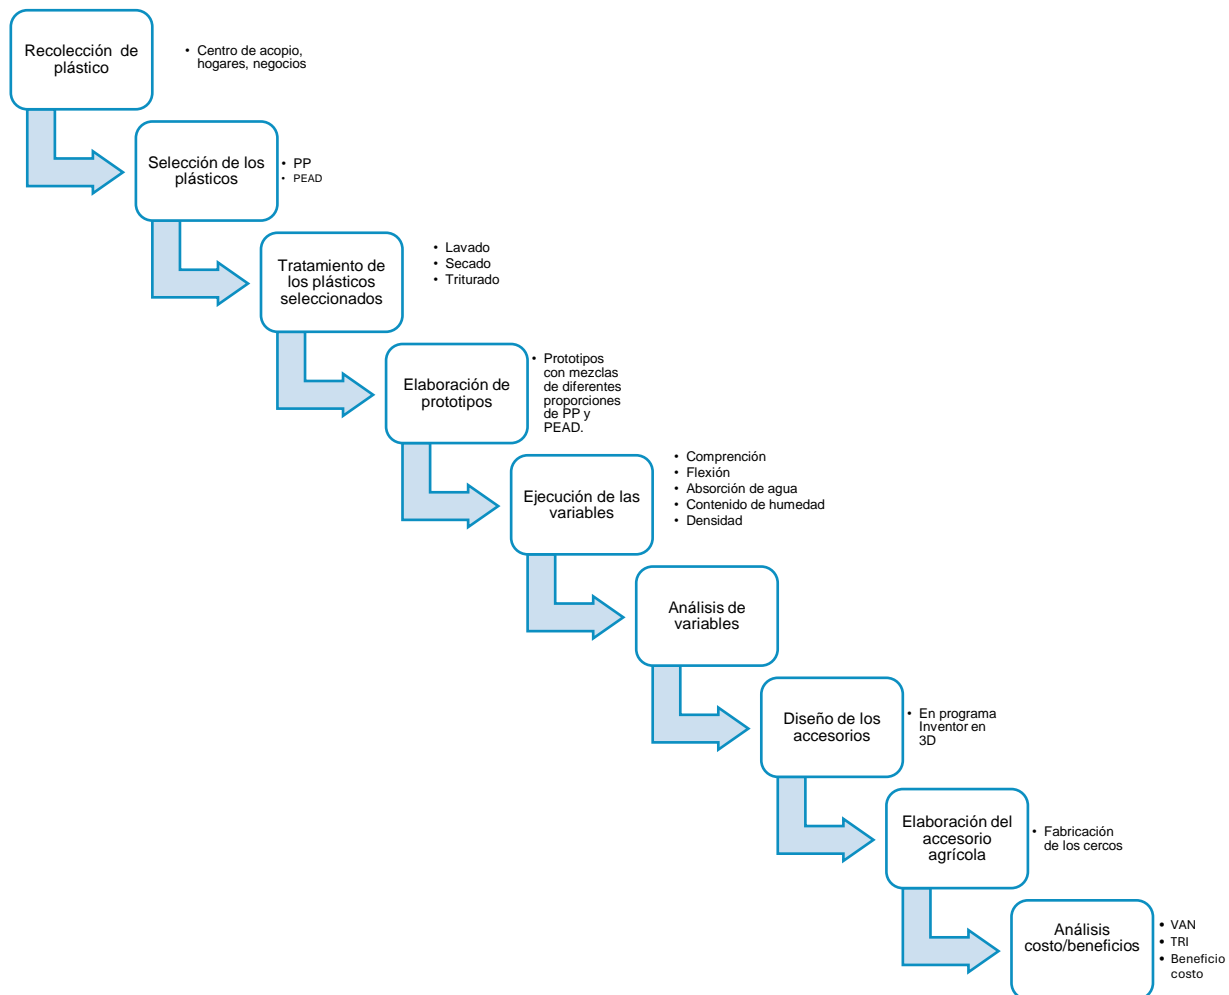 Recolección de
plástico
• Centro de acopio,
hogares, negocios
Selección de los
plásticos
• PP
• PEAD
Tratamiento de
los plásticos
seleccionados
• Lavado
• Secado
• Triturado
Elaboración de
prototipos
• Prototipos
con mezclas
de diferentes
proporciones
de PP y
PEAD.
Ejecución de las
variables
• Comprención
• Flexión
• Absorción de agua
• Contenido de humedad
• Densidad
Análisis de
variables
Diseño de los
accesorios
• En programa
Inventor en
3D
Elaboración del
accesorio
agrícola
• Fabricación
de los cercos
Análisis
costo/beneficios
• VAN
• TRI
• Beneficio
costo